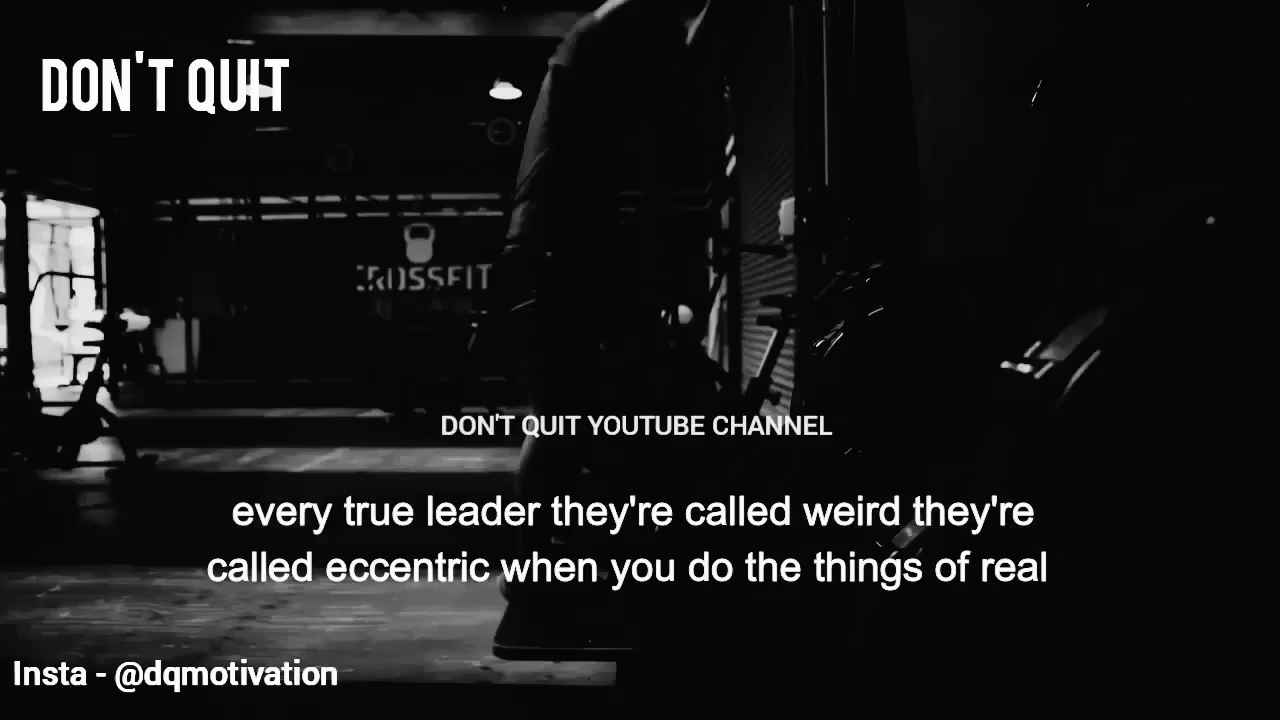 DON'T QUIT
CROSSFIT
DON'T QUIT YOUTUBE CHANNEL
every true leader they're called weird they're
called eccentric when you do the things of real
Insta - @dqmotivation